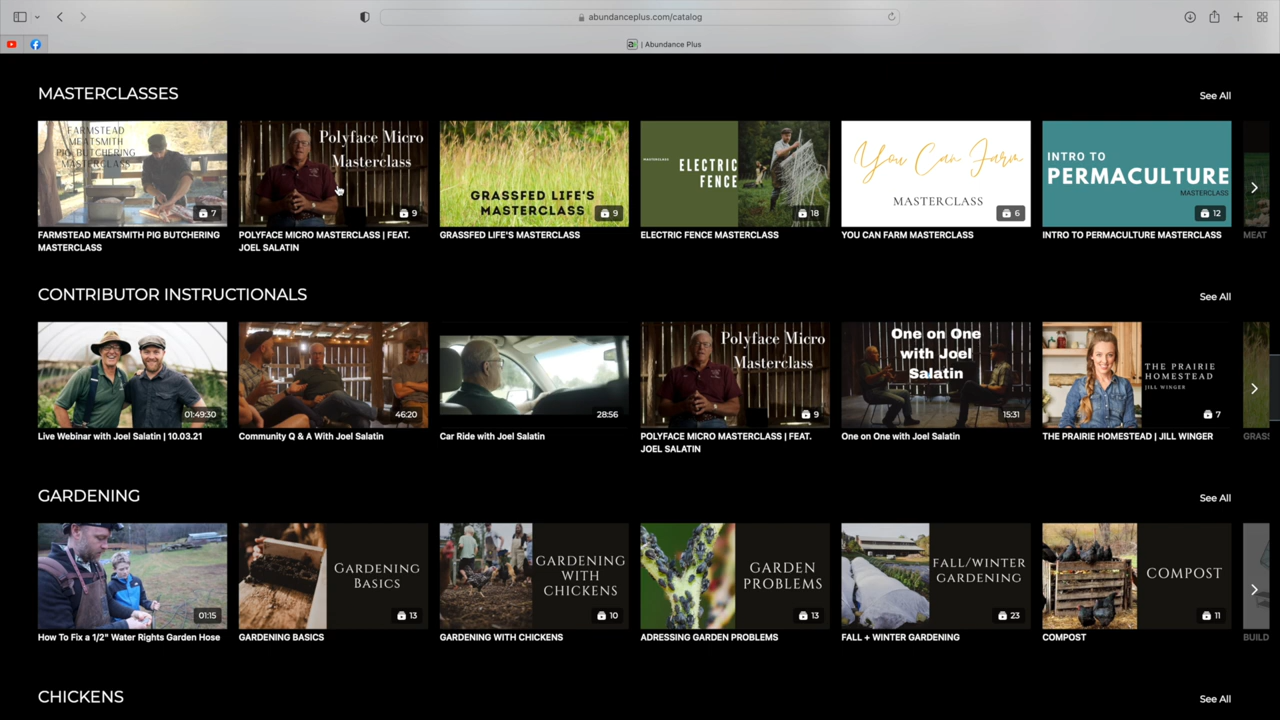 abundanceplus.com/catalog
| Abundance Plus
MASTERCLASSES
See All
FARMSTEAD
MEATSMITH
PIG BUTCHERING
MASTERCLASS
7
Polyface Micro
Masterclass
9
GRASSFED LIFE'S
MASTERCLASS
9
MASTERCLASS
ELECTRIC
FENCE
18
You Can Farm
MASTERCLASS
6
INTRO TO
PERMACULTURE
MASTERCLASS
12
FARMSTEAD MEATSMITH PIG BUTCHERING
MASTERCLASS
POLYFACE MICRO MASTERCLASS | FEAT.
JOEL SALATIN
GRASSFED LIFE'S MASTERCLASS
ELECTRIC FENCE MASTERCLASS
YOU CAN FARM MASTERCLASS
INTRO TO PERMACULTURE MASTERCLASS
MEAT
CONTRIBUTOR INSTRUCTIONALS
See All
01:49:30
46:20
28:56
Polyface Micro
Masterclass
9
One on One
with Joel
Salatin
15:31
THE PRAIRIE
HOMESTEAD
JILL WINGER
7
Live Webinar with Joel Salatin | 10.03.21
Community Q & A With Joel Salatin
Car Ride with Joel Salatin
POLYFACE MICRO MASTERCLASS | FEAT.
JOEL SALATIN
One on One with Joel Salatin
THE PRAIRIE HOMESTEAD | JILL WINGER
GRASS
GARDENING
See All
01:15
GARDENING
BASICS
13
GARDENING
WITH
CHICKENS
10
GARDEN
PROBLEMS
13
FALL/WINTER
GARDENING
23
COMPOST
11
How To Fix a 1/2" Water Rights Garden Hose
GARDENING BASICS
GARDENING WITH CHICKENS
ADRESSING GARDEN PROBLEMS
FALL + WINTER GARDENING
COMPOST
BUILD
CHICKENS
See All